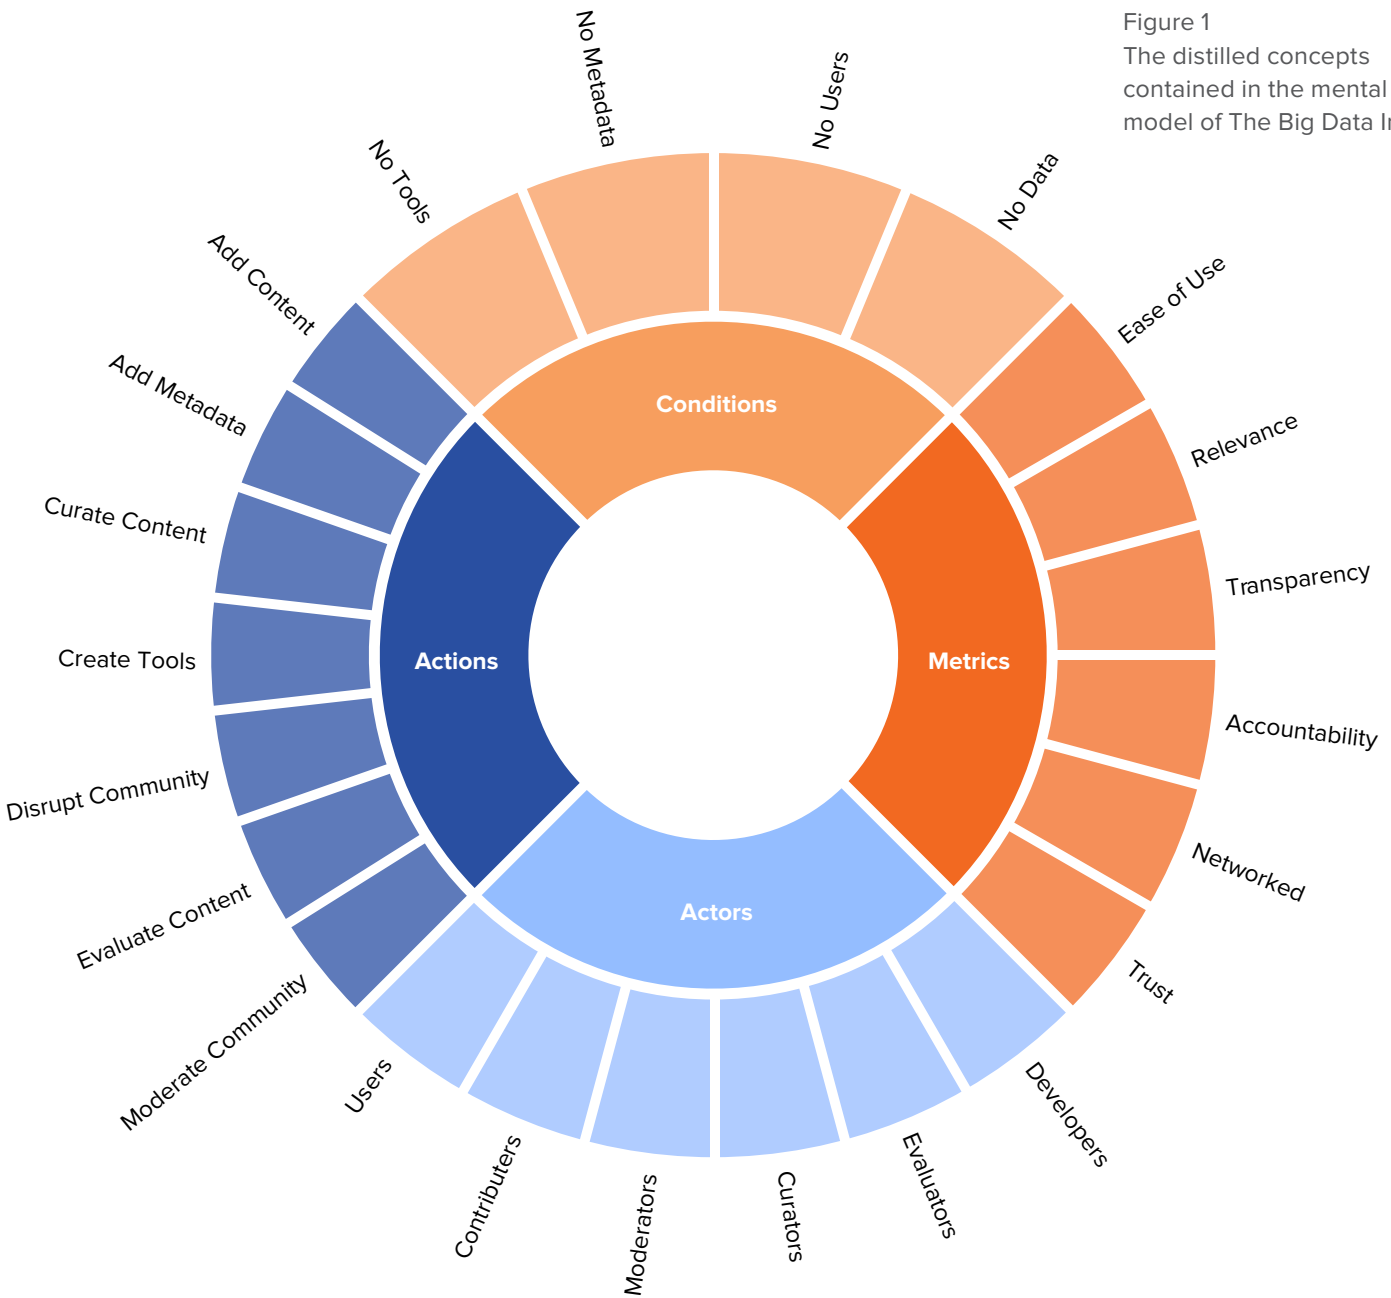 Figure 1
The distilled concepts
contained in the mental
model of The Big Data
No Metadata
No Users
No Tools
No Data
Add Content
Ease of Use
Add Metadata
Relevance
Curate Content
Transparency
Create Tools
Accountability
Disrupt Community
Networked
Evaluate Content
Trust
Moderate Community
Users
Developers
Contributers
Evaluators
Moderators
Curators
Conditions
Actions
Metrics
Actors